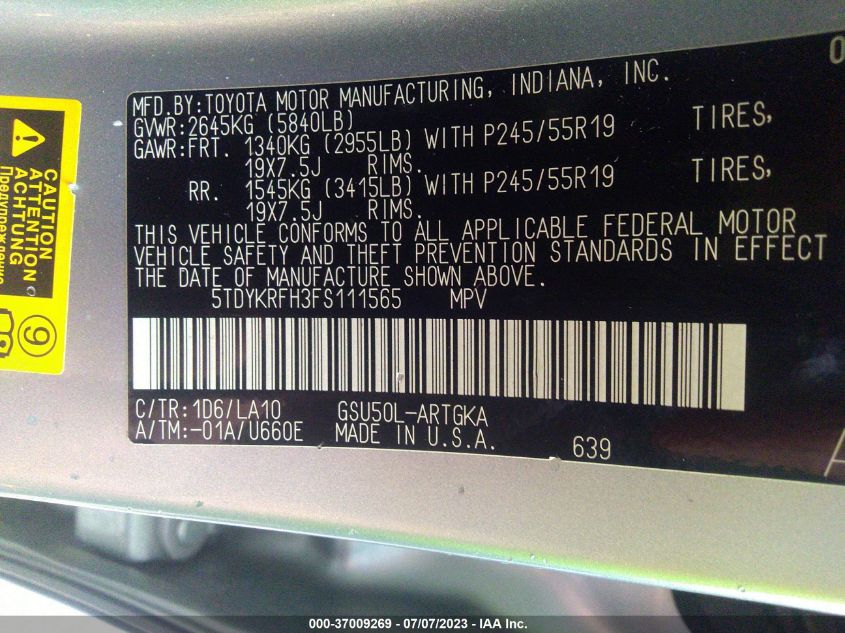 0
MFD.BY:TOYOTA MOTOR MANUFACTURING, INDIANA, INC.
GVWR:2645KG (5840LB)
GAWR:FRT. 1340KG (2955LB) WITH P245/55R19 TIRES,
19X7.5J RIMS.
RR. 1545KG (3415LB) WITH P245/55R19 TIRES,
19X7.5J RIMS.
THIS VEHICLE CONFORMS TO ALL APPLICABLE FEDERAL MOTOR
VEHICLE SAFETY AND THEFT PREVENTION STANDARDS IN EFFECT
THE DATE OF MANUFACTURE SHOWN ABOVE.
5TDYKRFH3FS111565 MPV
C/TR:1D6/LA10 GSU50L-ARTGKA
A/TM:-01A/U660E MADE IN U.S.A. 639
A
CAUTION
ATTENTION
ACHTUNG
Предупреждение
9
000-37009269 - 07/07/2023 - IAA Inc.